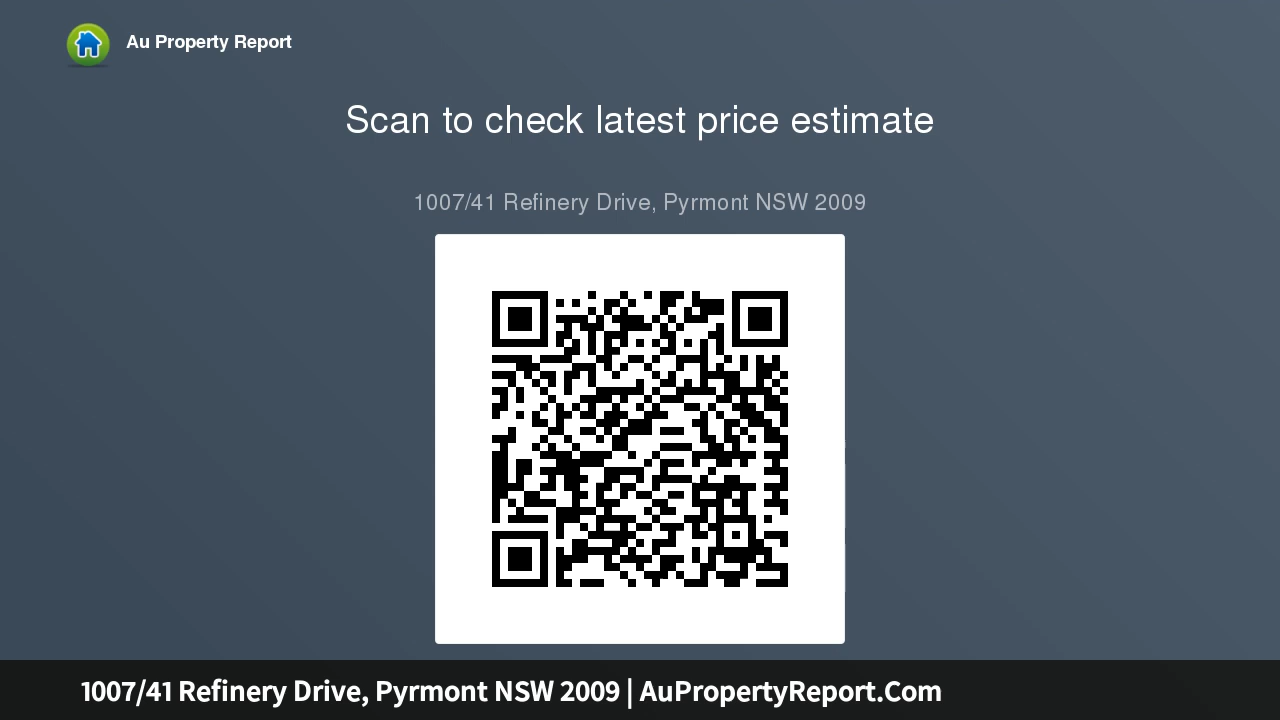 Au Property Report
Scan to check latest price estimate
1007/41 Refinery Drive, Pyrmont NSW 2009
1007/41 Refinery Drive, Pyrmont NSW 2009 | AuPropertyReport.Com